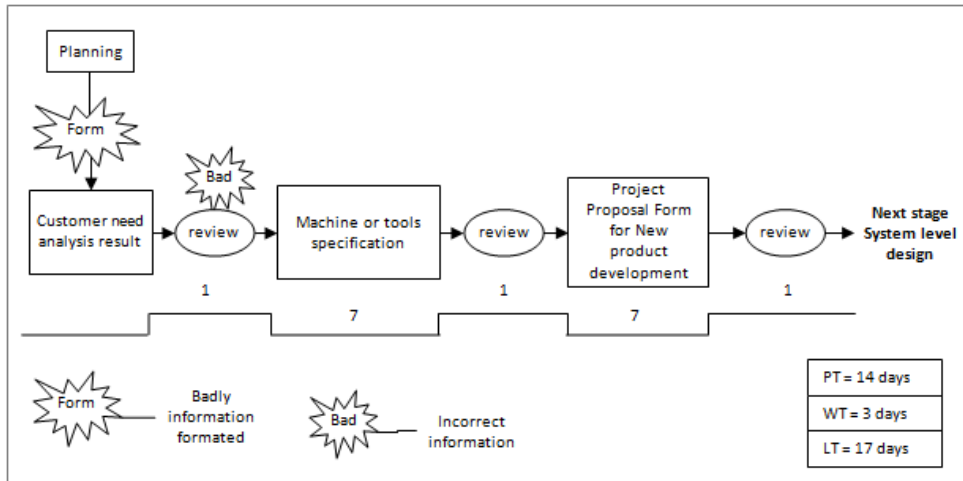 Planning
Form
Bad
Customer need
analysis result
review
Machine or tools
specification
review
Project
Proposal Form
for New
product
development
review
Next stage
System level
design
1
7
1
7
1
Form
Badly
information
formated
Bad
Incorrect
information
PT = 14 days
WT = 3 days
LT = 17 days